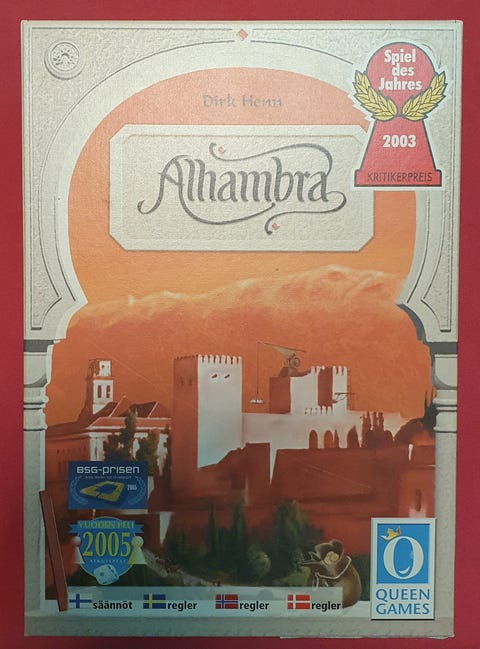 Spiel
des
Jahres
2003
KRITIKERPREIS
Dirk Henn
Alhambra
BSG-prisen
2005
VUODEN PELI
2005
säännöt regler regler regler
QUEEN
GAMES